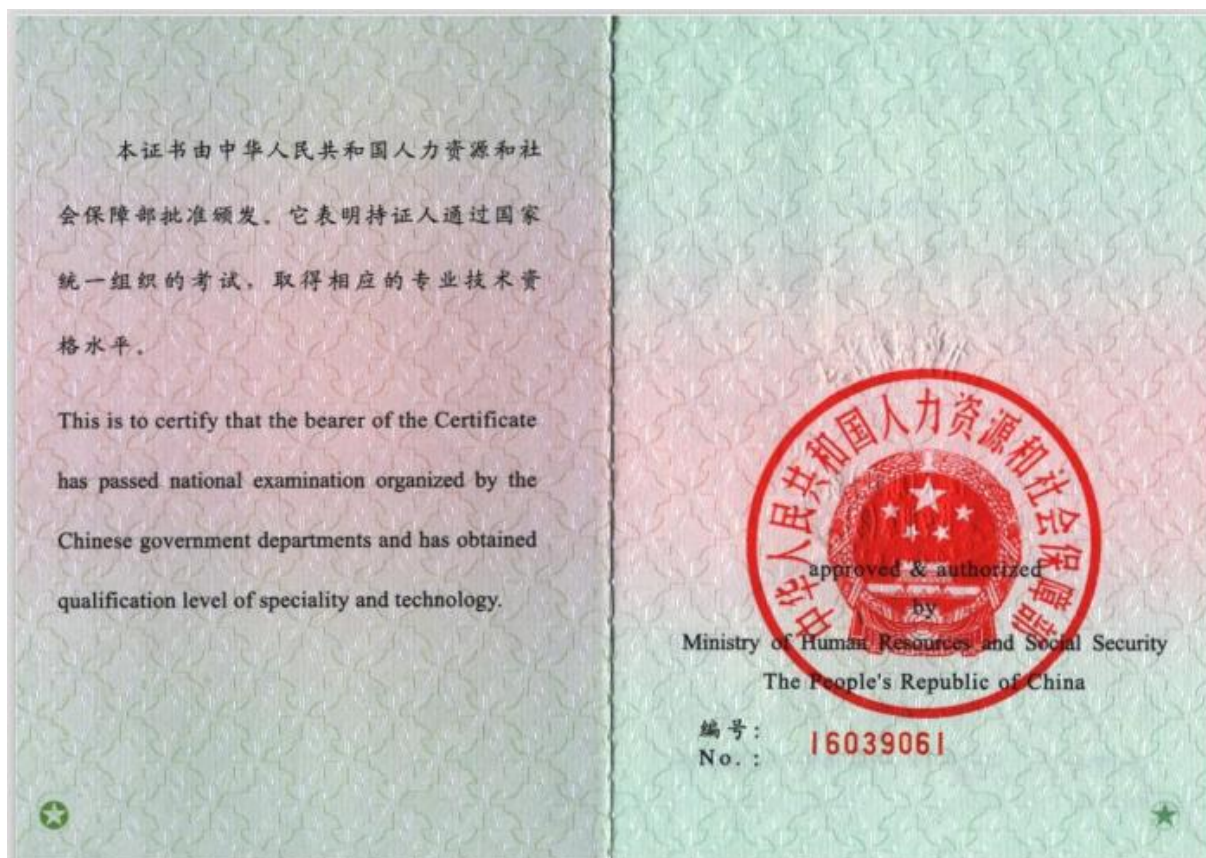 本证书由中华人民共和国人力资源和社
会保障部批准颁发。它表明持证人通过国家
统一组织的考试,取得相应的专业技术资
格水平。
This is to certify that the bearer of the Certificate
has passed national examination organized by the
Chinese government departments and has obtained
qualification level of speciality and technology.
中华人民共和国人力资源和社会保障部
approved & authorized
by
Ministry of Human Resources and Social Security
The People's Republic of China
编号:
No. :
16039061